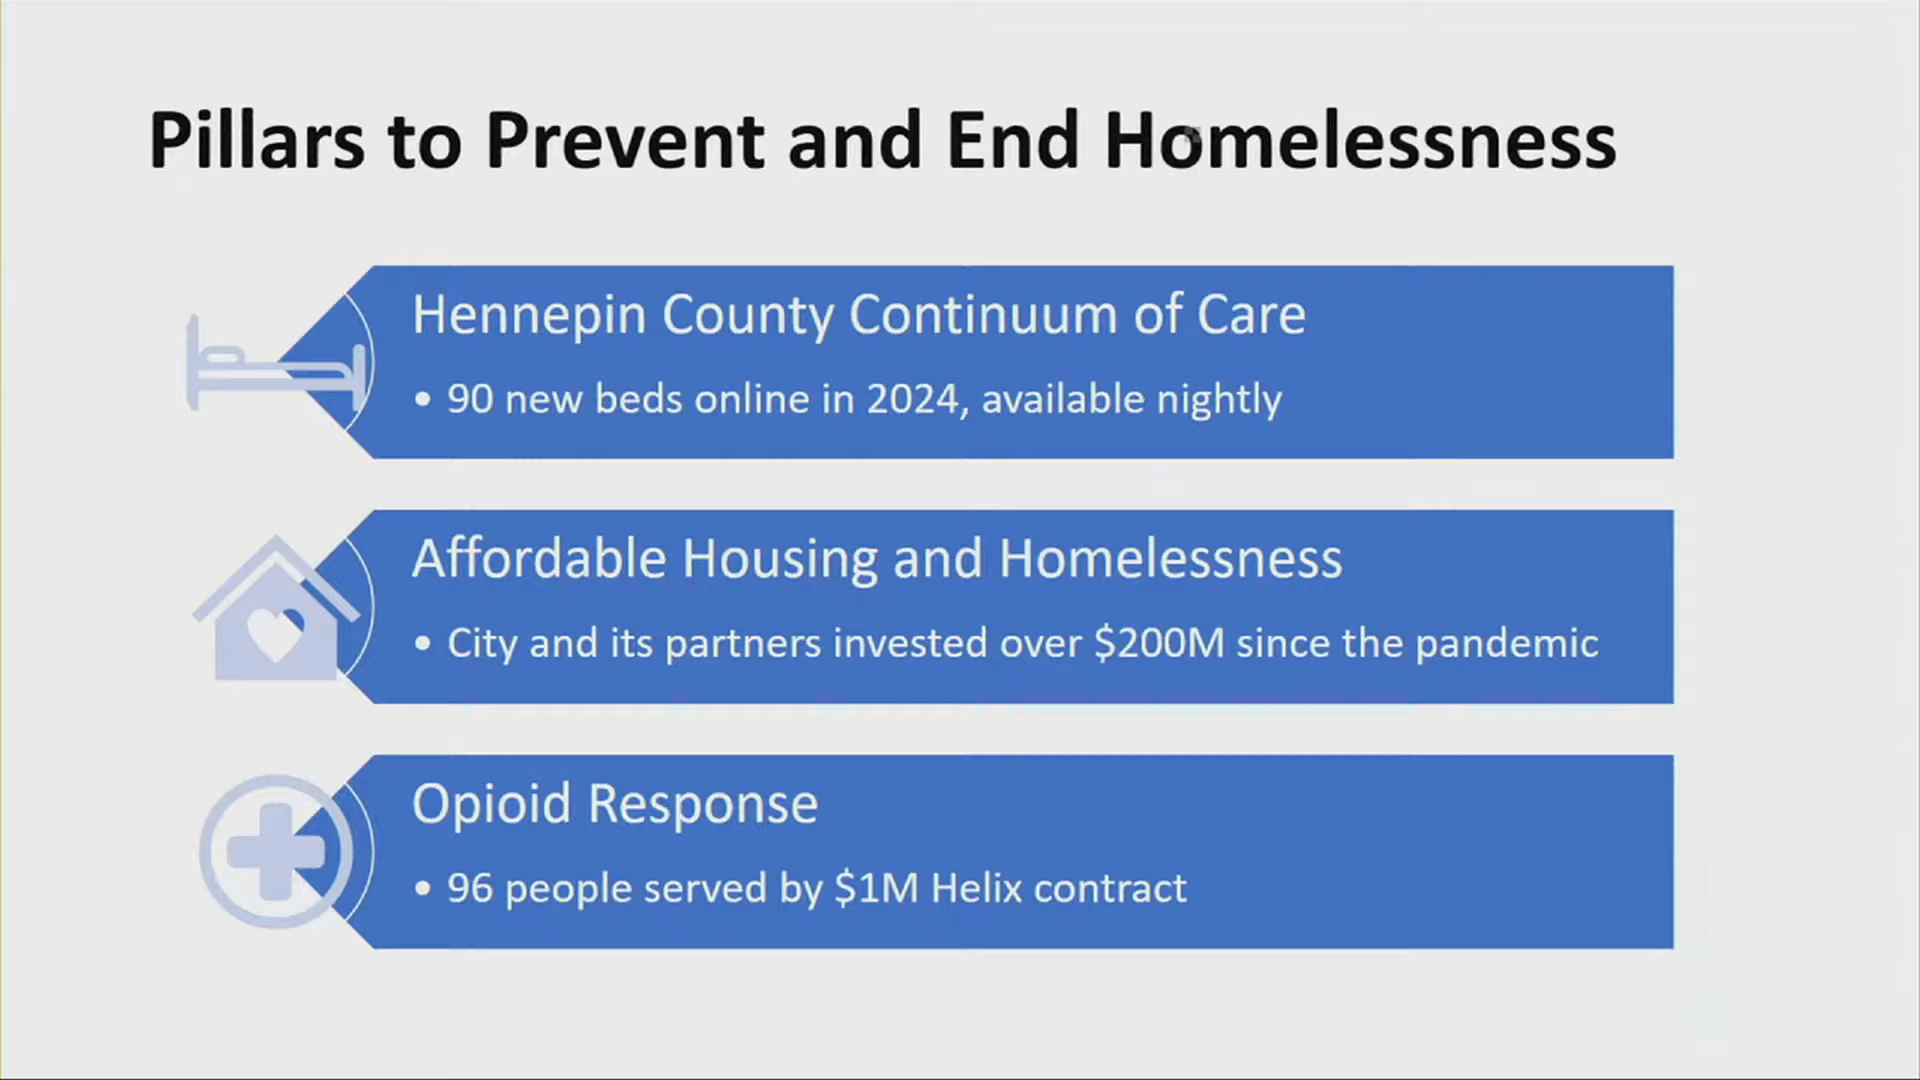 Pillars to Prevent and End Homelessness
Hennepin County Continuum of Care
• 90 new beds online in 2024, available nightly
Affordable Housing and Homelessness
• City and its partners invested over $200M since the pandemic
Opioid Response
• 96 people served by $1M Helix contract